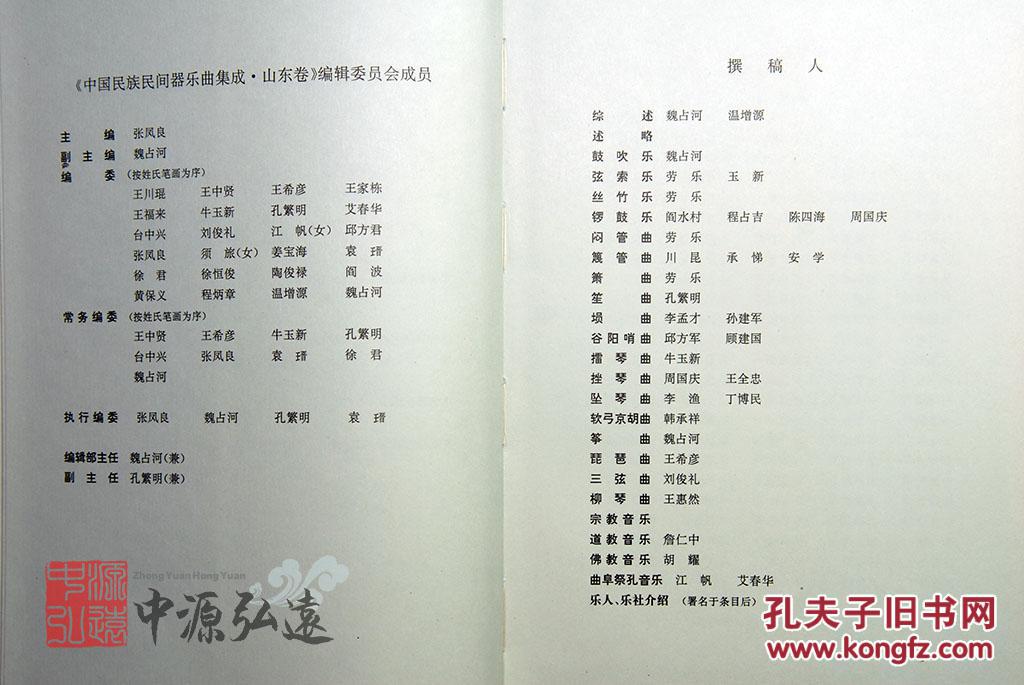 《中国民族民间器乐曲集成·山东卷》编辑委员会成员
主编 张凤良
副主编 魏占河
编委 (按姓氏笔画为序)
王川琨 王中贤 王希彦 王家栋
王福来 牛玉新 孔繁明 艾春华
台中兴 刘俊礼 江帆(女) 邱方君
张凤良 须旅(女) 姜宝海 袁瑨
徐君 徐恒俊 陶俊禄 阎波
黄保义 程炳章 温增源 魏占河
常务编委 (按姓氏笔画为序)
王中贤 王希彦 牛玉新 孔繁明
台中兴 张凤良 袁瑨 徐君
魏占河
执行编委 张凤良 魏占河 孔繁明 袁瑨
编辑部主任 魏占河(兼)
副主任 孔繁明(兼)
撰稿人
综述 魏占河 温增源
述略
鼓吹乐 魏占河
弦索乐 劳乐 玉新
丝竹乐 劳乐
锣鼓乐 阎水村 程占吉 陈四海 周国庆
闷管曲 劳乐
篾管曲 川昆 承悌 安学
箫曲 劳乐
笙曲 孔繁明
埙曲 李孟才 孙建军
谷阳哨曲 邱方军 顾建国
擂琴曲 牛玉新
挫琴曲 周国庆 王全忠
坠琴曲 李渔 丁博民
软弓京胡曲 韩承祥
筝曲 魏占河
琵琶曲 王希彦
三弦曲 刘俊礼
柳琴曲 王惠然
宗教音乐
道教音乐 詹仁中
佛教音乐 胡耀
曲阜祭孔音乐 江帆 艾春华
乐人、乐社介绍 (署名于条目后)
中源弘遠
Zhong Yuan Hong Yuan
中源弘遠
孔夫子旧书网
www.kongfz.com